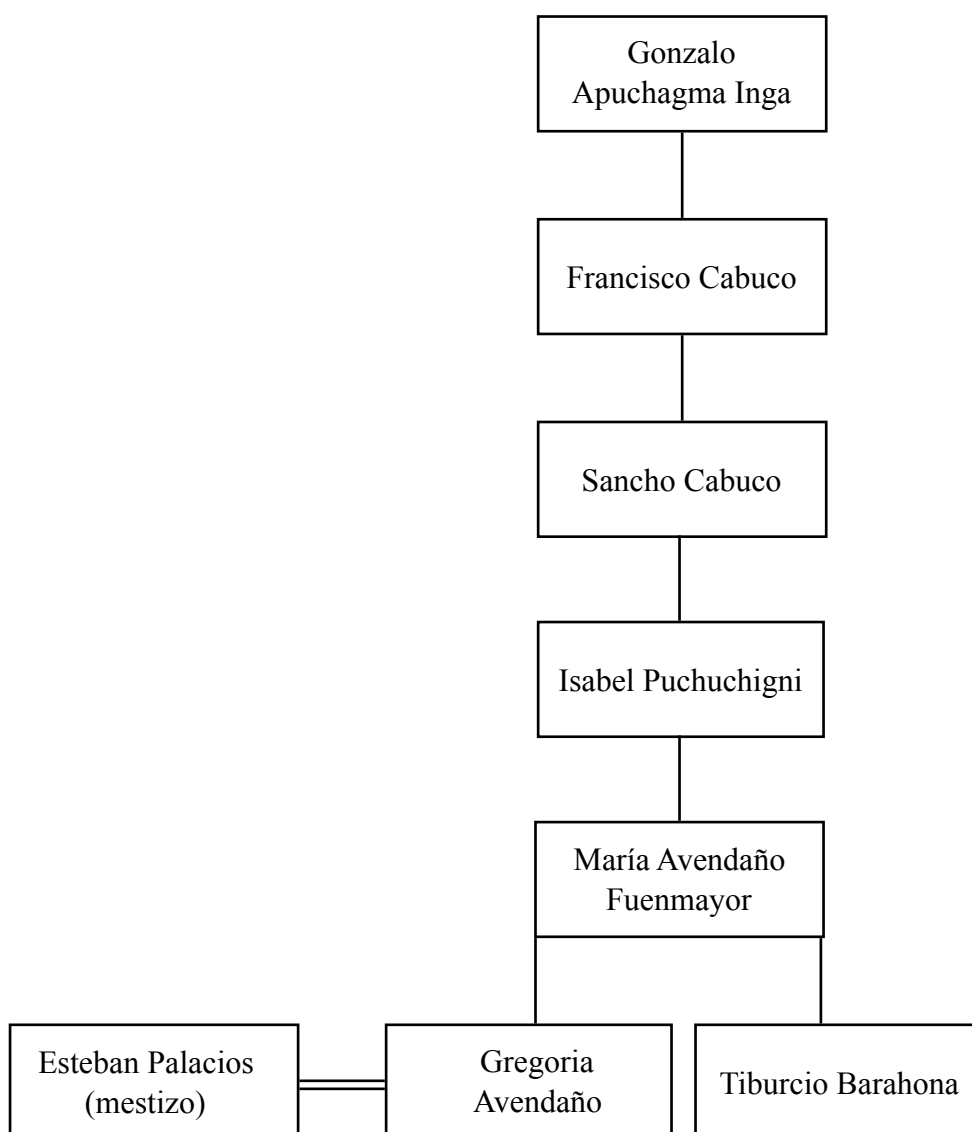 Gonzalo
Apuchagma Inga
Francisco Cabuco
Sancho Cabuco
Isabel Puchuchigni
María Avendaño
Fuenmayor
Esteban Palacios
(mestizo)
Gregoria
Avendaño
Tiburcio Barahona